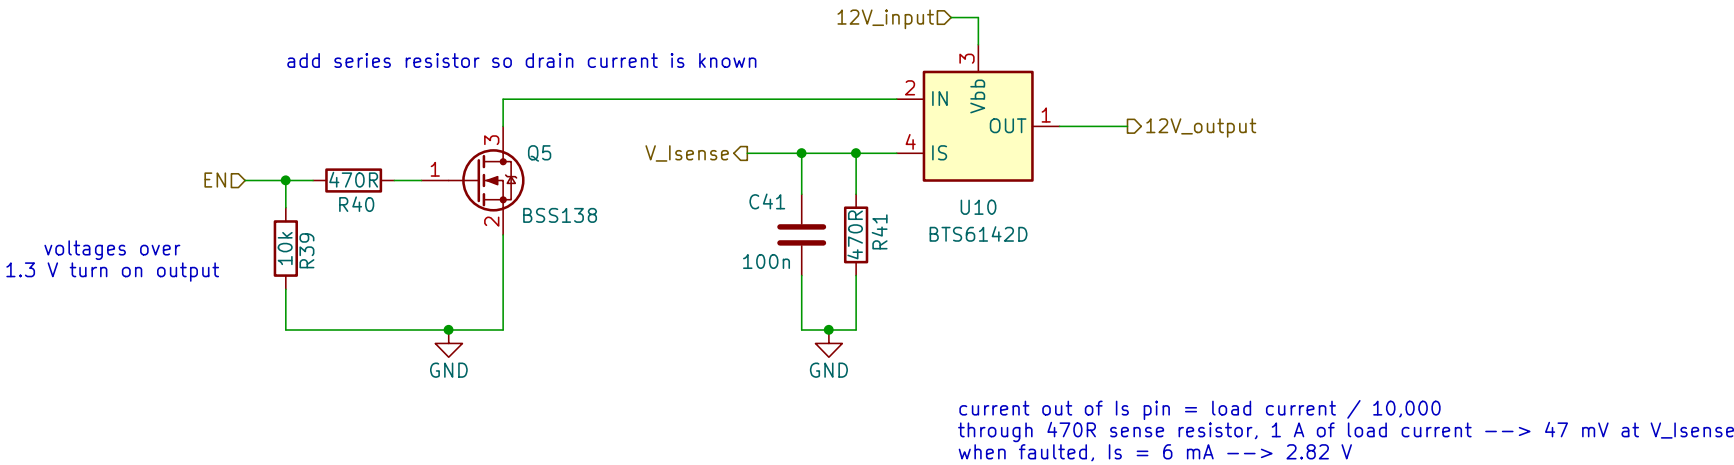 12V_input
add series resistor so drain current is known
3
2
IN
Vbb
OUT
1
12V_output
4
IS
V_Isense
3
Q5
EN
470R
R40
1
2
BSS138
U10
BTS6142D
C41
100n
470R
R41
10k
R39
voltages over
1.3 V turn on output
GND
GND
current out of Is pin = load current / 10,000
through 470R sense resistor, 1 A of load current --> 47 mV at V_Isense
when faulted, Is = 6 mA --> 2.82 V